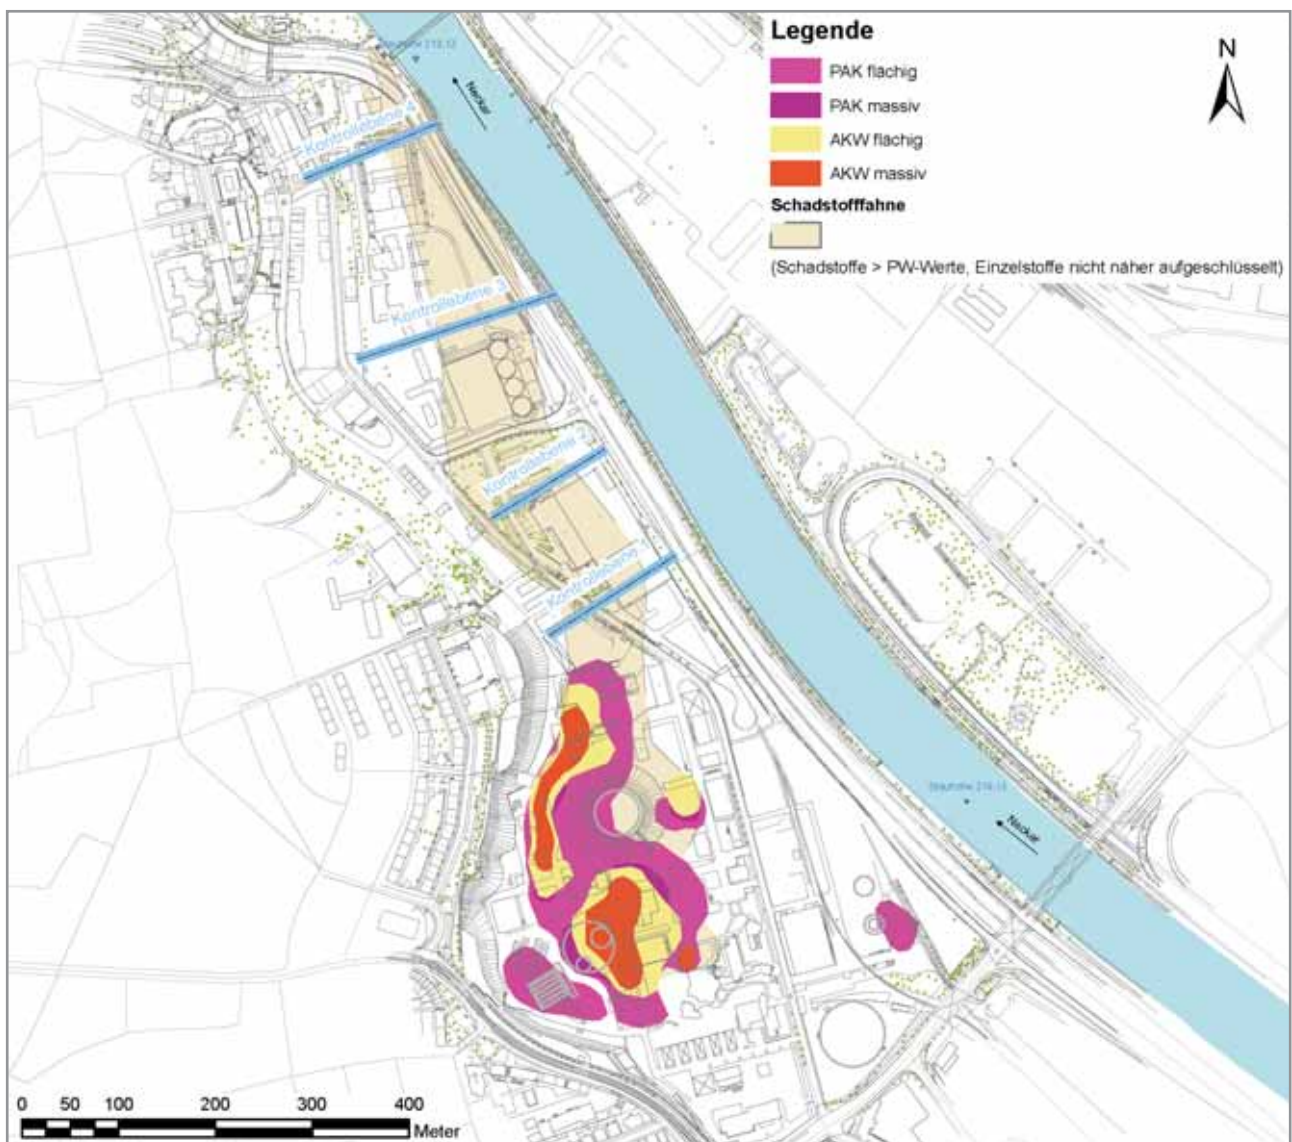 Legende
PAK flächig
PAK massiv
AKW flächig
AKW massiv
Schadstofffahne
(Schadstoffe > PW-Werte, Einzelstoffe nicht näher aufgeschlüsselt)
N
Neckar
Kontrollebene 4
Kontrollebene 3
Kontrollebene 2
Kontrollebene
Neckar
0 50 100 200 300 400
Meter